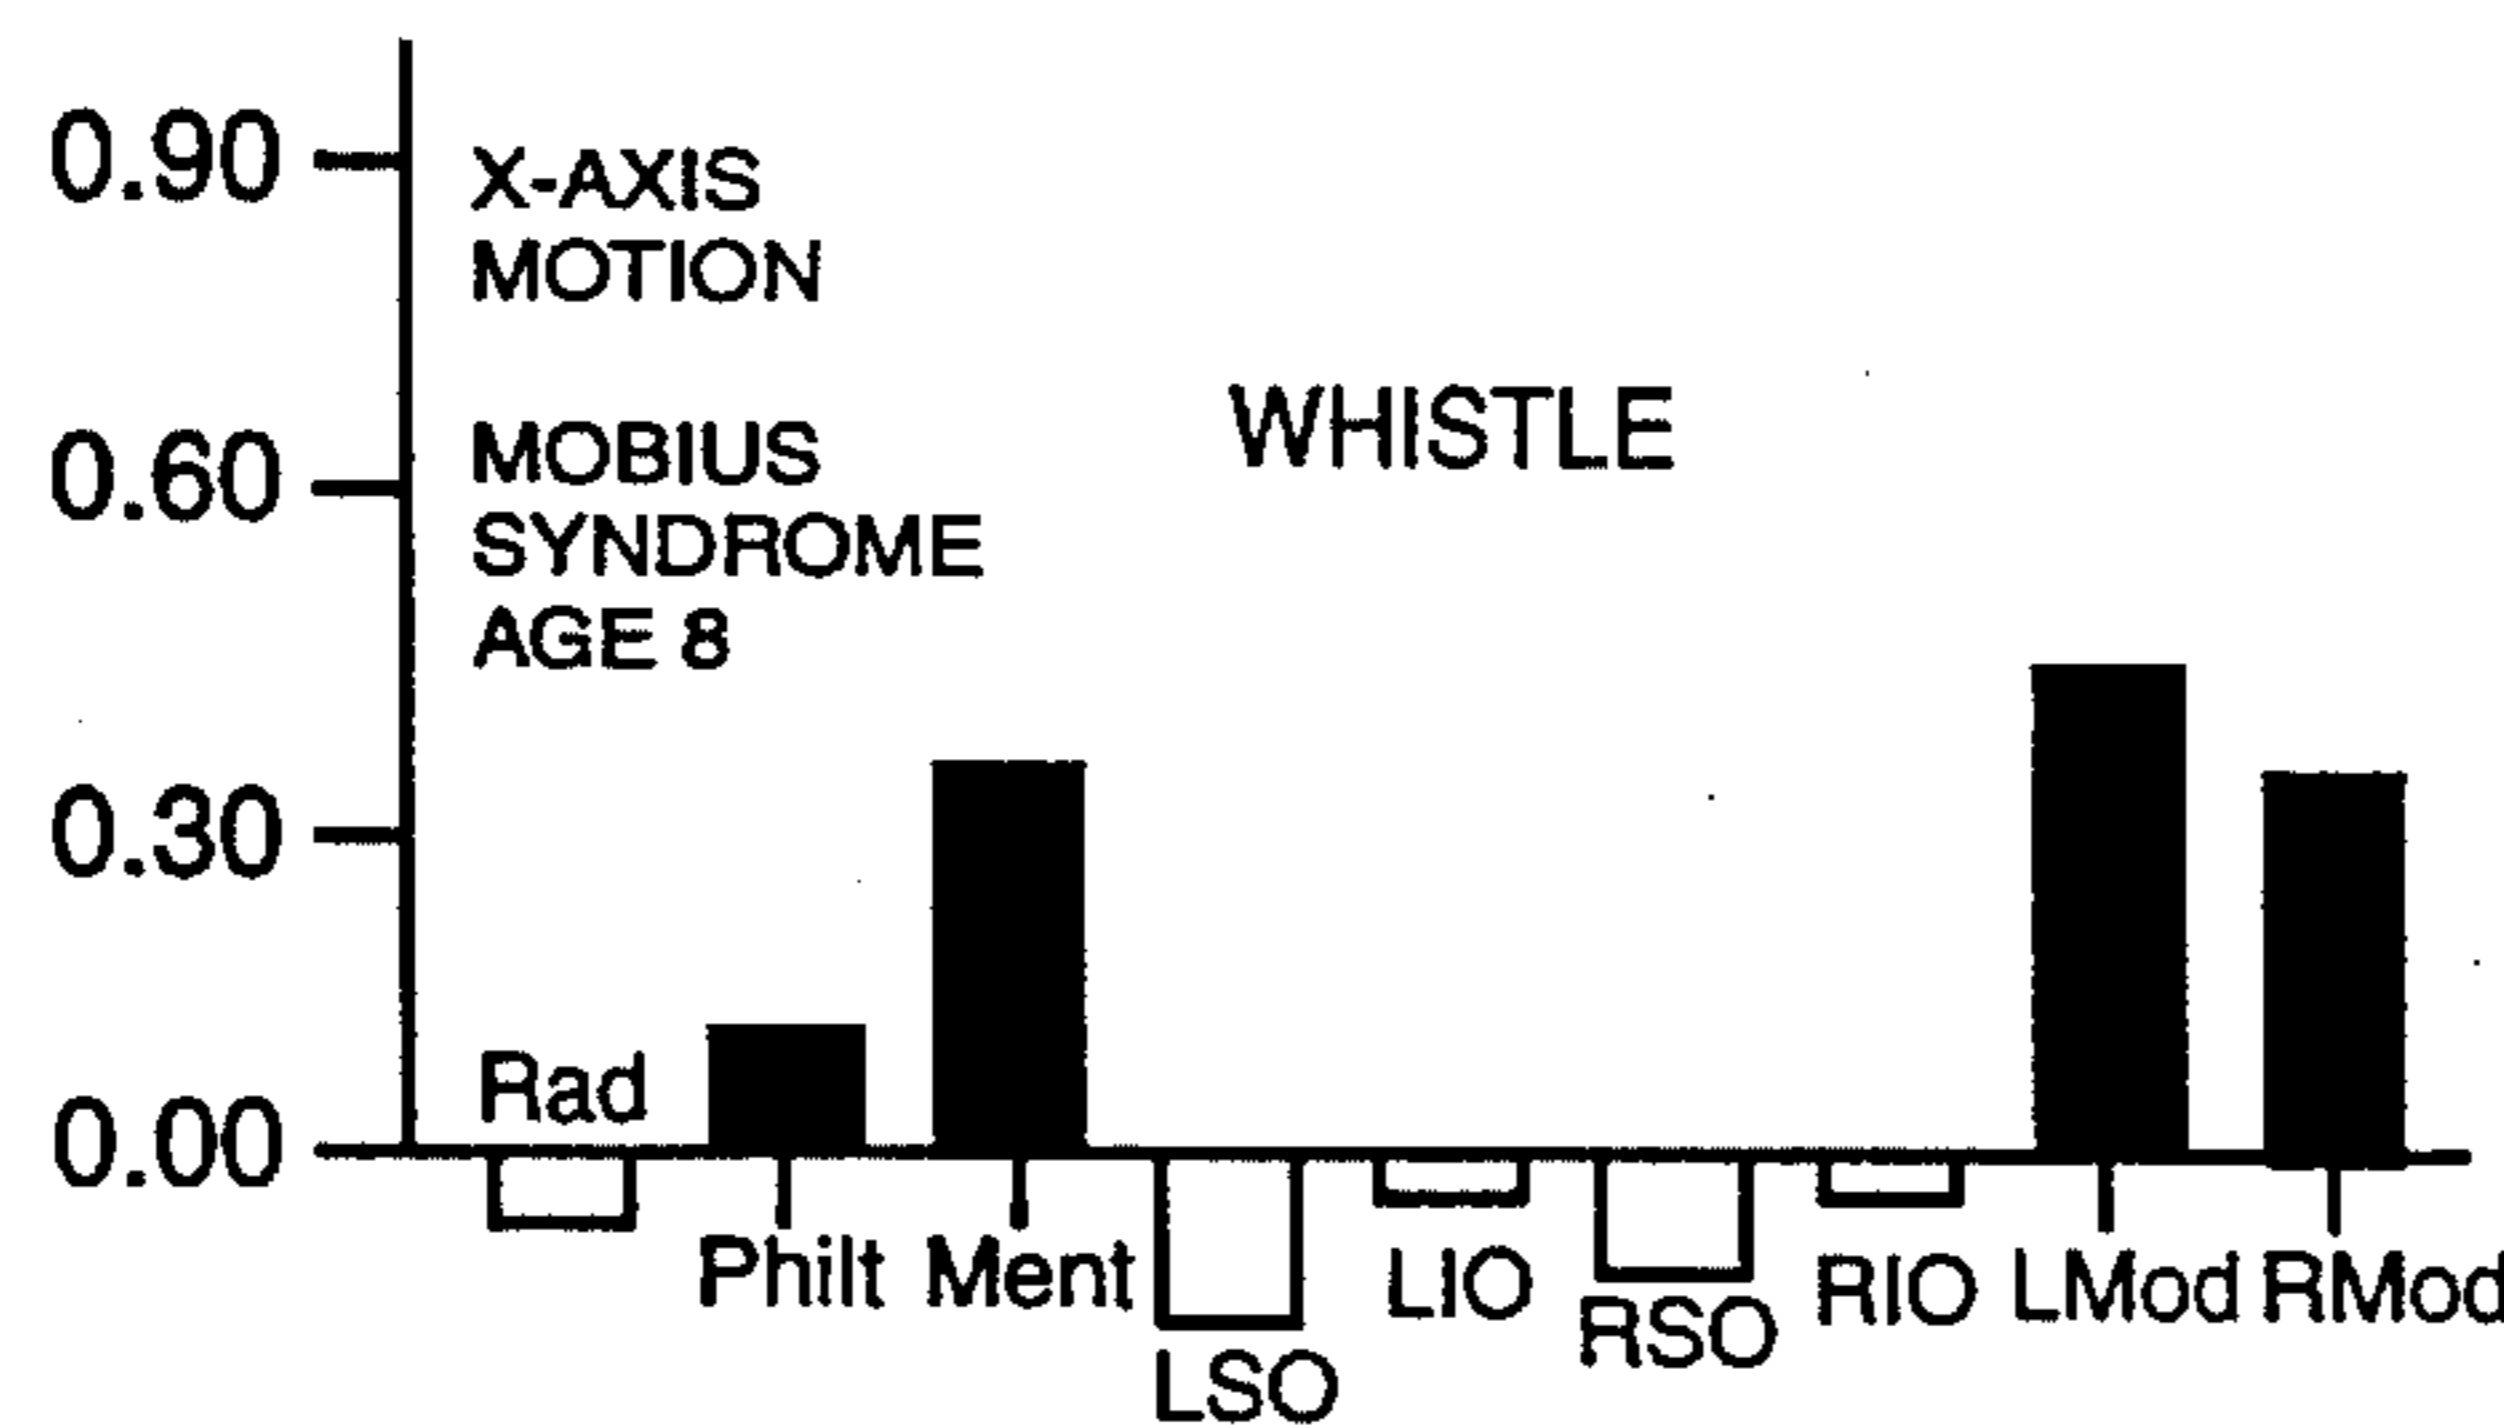 0.90
X-AXIS
MOTION
0.60
MOBIUS
SYNDROME
AGE 8
WHISTLE
0.30
0.00
Rad
Philt Ment
LSO
LIO
RSO
RIO LMod RMod